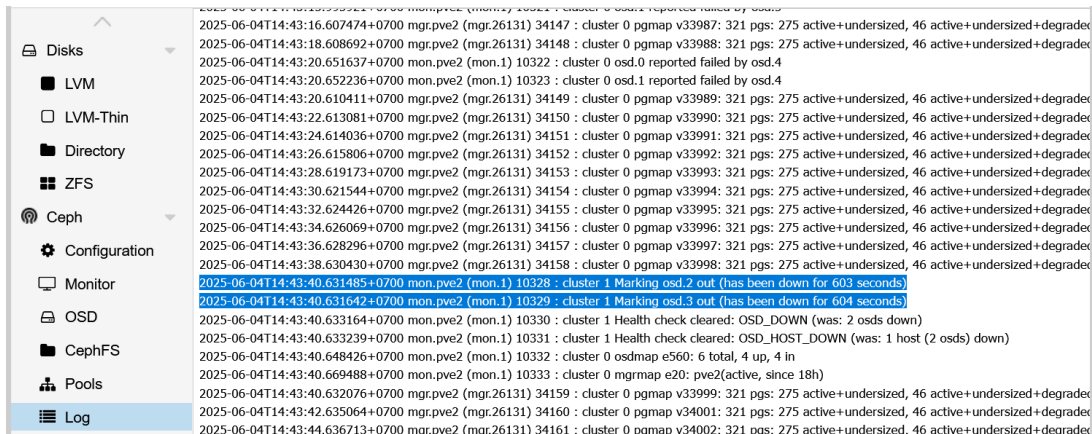 Disks
LVM
LVM-Thin
Directory
ZFS
Ceph
Configuration
Monitor
OSD
CephFS
Pools
Log
2025-06-04T14:43:16.607474+0700 mgr.pve2 (mgr.26131) 34147 : cluster 0 pgmap v33987: 321 pgs: 275 active+undersized, 46 active+undersized+degraded
2025-06-04T14:43:18.608692+0700 mgr.pve2 (mgr.26131) 34148 : cluster 0 pgmap v33988: 321 pgs: 275 active+undersized, 46 active+undersized+degraded
2025-06-04T14:43:20.651637+0700 mon.pve2 (mon.1) 10322 : cluster 0 osd.0 reported failed by osd.4
2025-06-04T14:43:20.652236+0700 mon.pve2 (mon.1) 10323 : cluster 0 osd.1 reported failed by osd.4
2025-06-04T14:43:20.610411+0700 mgr.pve2 (mgr.26131) 34149 : cluster 0 pgmap v33989: 321 pgs: 275 active+undersized, 46 active+undersized+degraded
2025-06-04T14:43:22.613081+0700 mgr.pve2 (mgr.26131) 34150 : cluster 0 pgmap v33990: 321 pgs: 275 active+undersized, 46 active+undersized+degraded
2025-06-04T14:43:24.614036+0700 mgr.pve2 (mgr.26131) 34151 : cluster 0 pgmap v33991: 321 pgs: 275 active+undersized, 46 active+undersized+degraded
2025-06-04T14:43:26.615806+0700 mgr.pve2 (mgr.26131) 34152 : cluster 0 pgmap v33992: 321 pgs: 275 active+undersized, 46 active+undersized+degraded
2025-06-04T14:43:28.619173+0700 mgr.pve2 (mgr.26131) 34153 : cluster 0 pgmap v33993: 321 pgs: 275 active+undersized, 46 active+undersized+degraded
2025-06-04T14:43:30.621544+0700 mgr.pve2 (mgr.26131) 34154 : cluster 0 pgmap v33994: 321 pgs: 275 active+undersized, 46 active+undersized+degraded
2025-06-04T14:43:32.624426+0700 mgr.pve2 (mgr.26131) 34155 : cluster 0 pgmap v33995: 321 pgs: 275 active+undersized, 46 active+undersized+degraded
2025-06-04T14:43:34.626069+0700 mgr.pve2 (mgr.26131) 34156 : cluster 0 pgmap v33996: 321 pgs: 275 active+undersized, 46 active+undersized+degraded
2025-06-04T14:43:36.628296+0700 mgr.pve2 (mgr.26131) 34157 : cluster 0 pgmap v33997: 321 pgs: 275 active+undersized, 46 active+undersized+degraded
2025-06-04T14:43:38.630430+0700 mgr.pve2 (mgr.26131) 34158 : cluster 0 pgmap v33998: 321 pgs: 275 active+undersized, 46 active+undersized+degraded
2025-06-04T14:43:40.631485+0700 mon.pve2 (mon.1) 10328 : cluster 1 Marking osd.2 out (has been down for 603 seconds)
2025-06-04T14:43:40.631642+0700 mon.pve2 (mon.1) 10329 : cluster 1 Marking osd.3 out (has been down for 604 seconds)
2025-06-04T14:43:40.633164+0700 mon.pve2 (mon.1) 10330 : cluster 1 Health check cleared: OSD_DOWN (was: 2 osds down)
2025-06-04T14:43:40.633239+0700 mon.pve2 (mon.1) 10331 : cluster 1 Health check cleared: OSD_HOST_DOWN (was: 1 host (2 osds) down)
2025-06-04T14:43:40.648426+0700 mon.pve2 (mon.1) 10332 : cluster 0 osdmap e560: 6 total, 4 up, 4 in
2025-06-04T14:43:40.669488+0700 mon.pve2 (mon.1) 10333 : cluster 0 mgrmap e20: pve2(active, since 18h)
2025-06-04T14:43:40.632076+0700 mgr.pve2 (mgr.26131) 34159 : cluster 0 pgmap v33999: 321 pgs: 275 active+undersized, 46 active+undersized+degraded
2025-06-04T14:43:42.635064+0700 mgr.pve2 (mgr.26131) 34160 : cluster 0 pgmap v34001: 321 pgs: 275 active+undersized, 46 active+undersized+degraded
2025-06-04T14:43:44.636713+0700 mgr.pve2 (mgr.26131) 34161 : cluster 0 pgmap v34002: 321 pgs: 275 active+undersized, 46 active+undersized+degraded